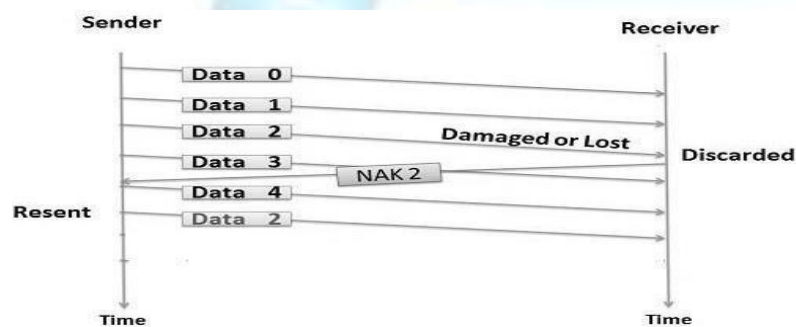 Sender
Receiver
Data 0
Data 1
Data 2
Damaged or Lost
Data 3
Discarded
NAK 2
Data 4
Resent
Data 2
Time
Time